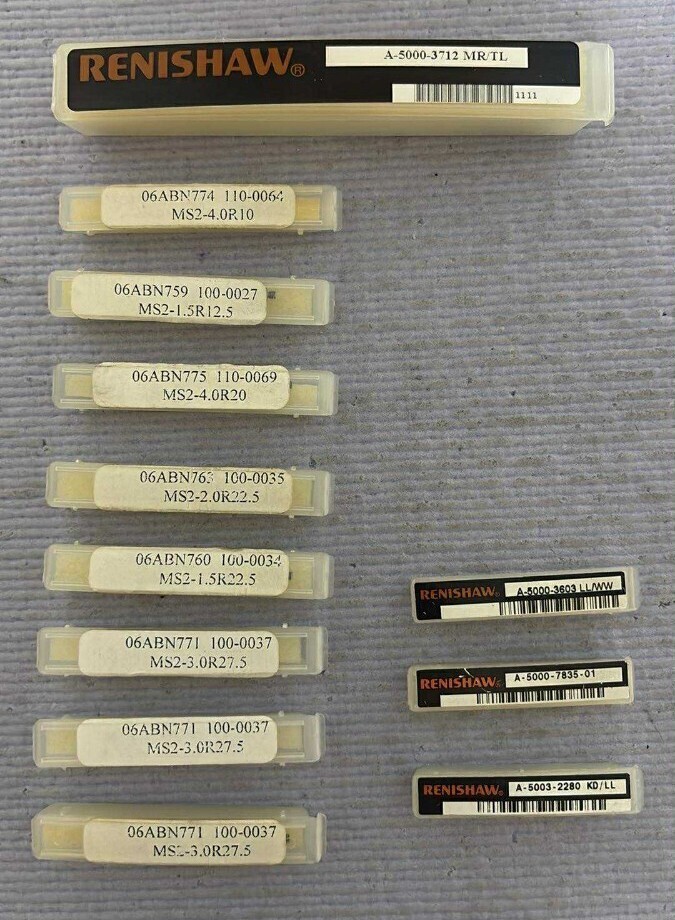 RENISHAW®
A-5000-3712 MR/TL
1111
06ABN774 110-0064
MS2-4.0R10
06ABN759 100-0027
MS2-1.5R12.5
06ABN775 110-0069
MS2-4.0R20
06ABN763 100-0035
MS2-2.0R22.5
06ABN760 100-0034
MS2-1.5R22.5
06ABN771 100-0037
MS2-3.0R27.5
06ABN771 100-0037
MS2-3.0R27.5
06ABN771 100-0037
MS2-3.0R27.5
RENISHAW®
A-5000-3603 LL/WW
RENISHAW®
A-5000-7835-01
RENISHAW®
A-5003-2280 KD/LL